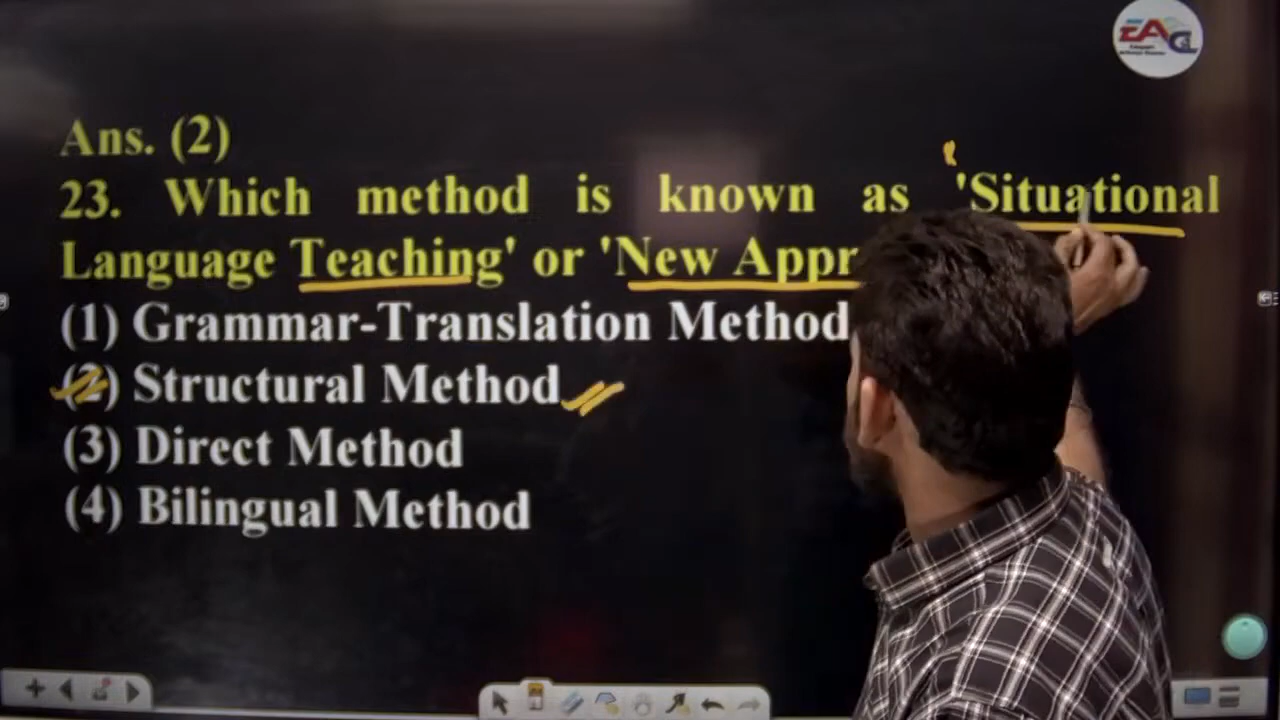 EAGL
Ans. (2)
23. Which method is known as 'Situational
Language Teaching' or 'New Appr
(1) Grammar-Translation Method
(2) Structural Method
(3) Direct Method
(4) Bilingual Method